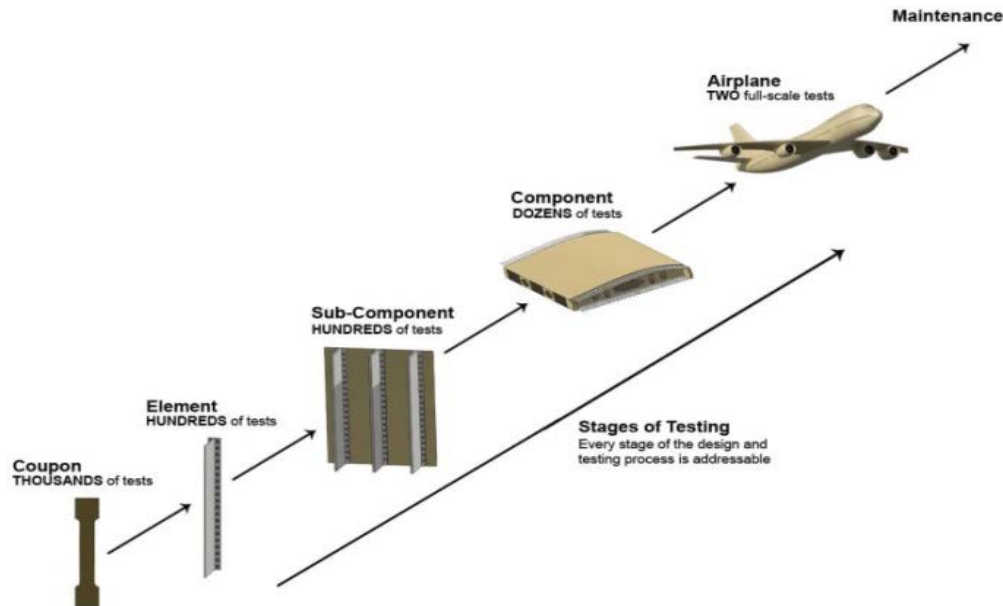 Maintenance
Airplane
TWO full-scale tests
Component
DOZENS of tests
Sub-Component
HUNDREDS of tests
Element
HUNDREDS of tests
Coupon
THOUSANDS of tests
Stages of Testing
Every stage of the design and
testing process is addressable